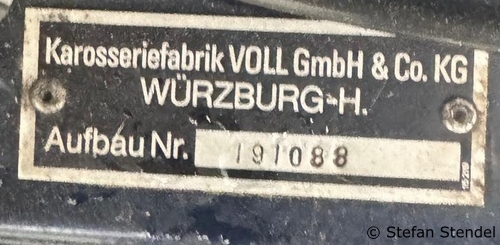 Karosseriefabrik VOLL GmbH & Co. KG
WÜRZBURG-H.
Aufbau Nr. 191088
© Stefan Stendel